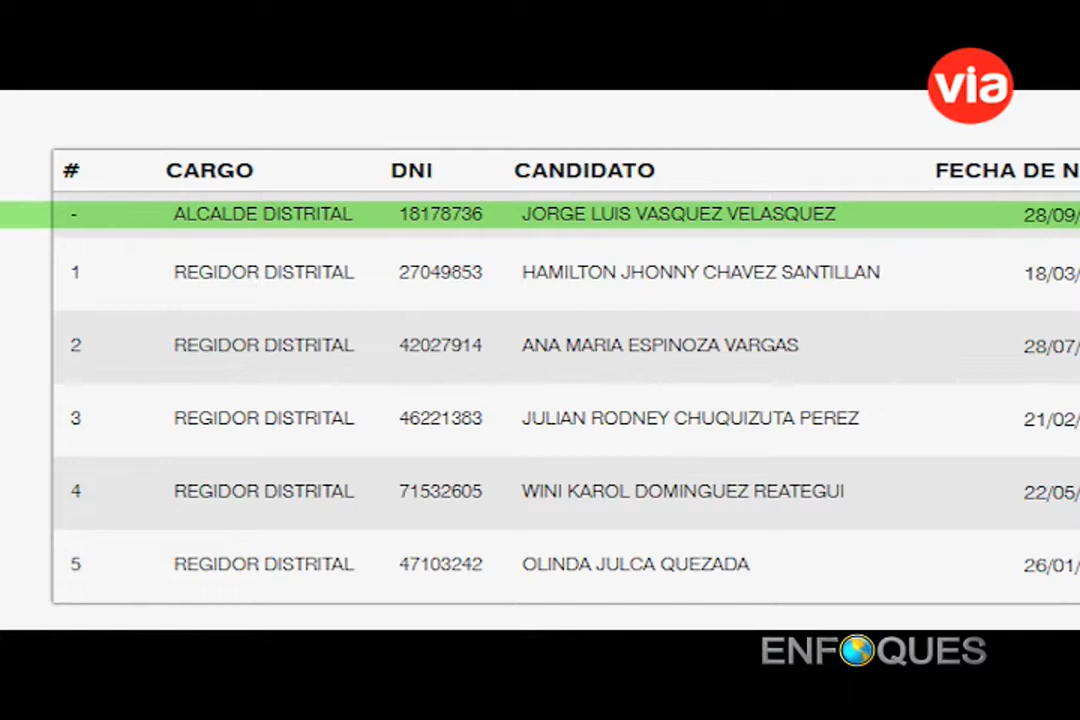 via
# CARGO DNI CANDIDATO FECHA DE N
- ALCALDE DISTRITAL 18178736 JORGE LUIS VASQUEZ VELASQUEZ 28/09/
1 REGIDOR DISTRITAL 27049853 HAMILTON JHONNY CHAVEZ SANTILLAN 18/03/
2 REGIDOR DISTRITAL 42027914 ANA MARIA ESPINOZA VARGAS 28/07/
3 REGIDOR DISTRITAL 46221383 JULIAN RODNEY CHUQUIZUTA PEREZ 21/02/
4 REGIDOR DISTRITAL 71532605 WINI KAROL DOMINGUEZ REATEGUI 22/05/
5 REGIDOR DISTRITAL 47103242 OLINDA JULCA QUEZADA 26/01/
ENFOQUES